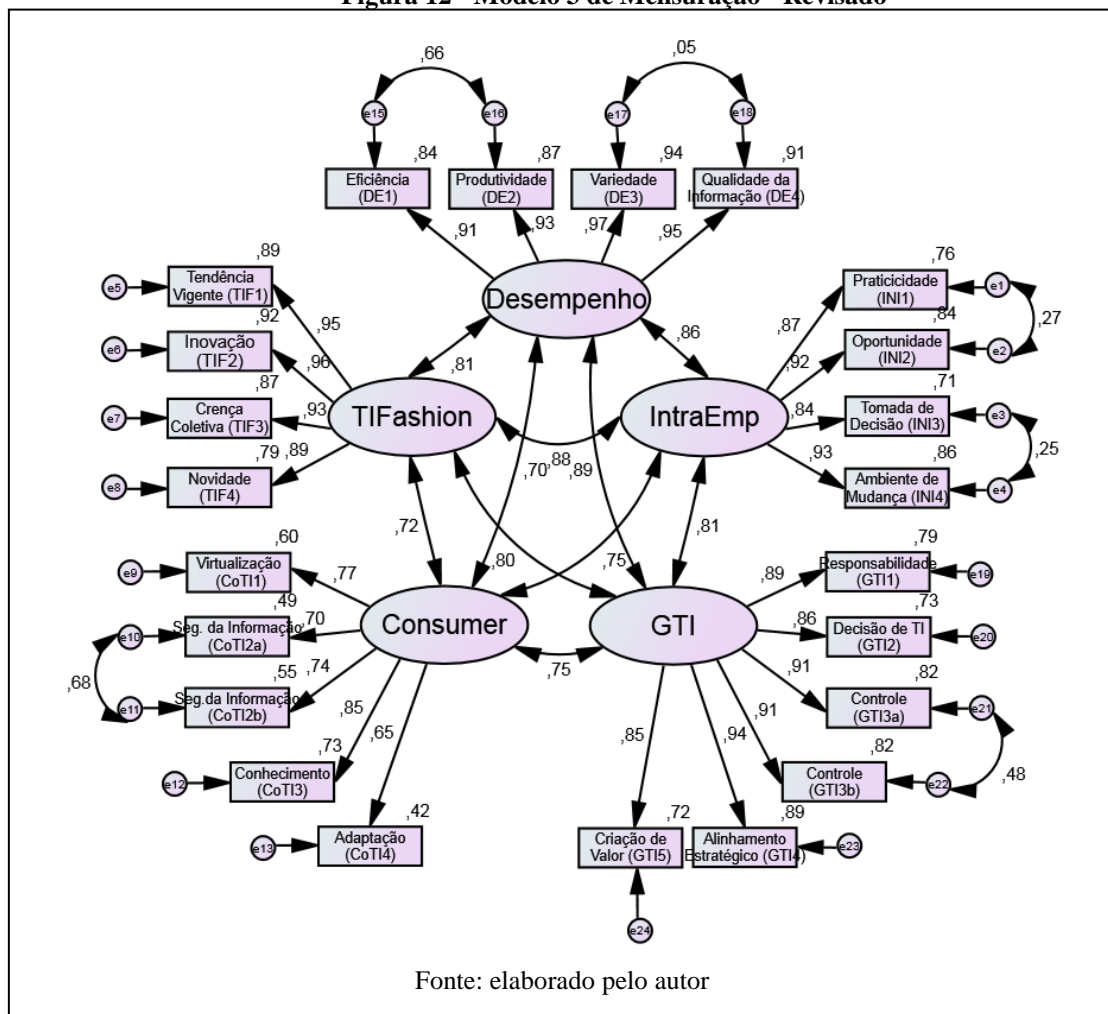 Figura 12 - Modelo 3 de Mensuração - Revisado
,66
,05
e15
e16
e17
e18
,84
,87
,94
,91
Eficiência
(DE1)
Produtividade
(DE2)
Variedade
(DE3)
Qualidade da
Informação (DE4)
,91
,93
,97
,95
Desempenho
,89
e5
Tendência
Vigente (TIF1)
,95
,92
e6
Inovação
(TIF2)
,96
,87
e7
Crença
Coletiva (TIF3)
,93
,79
,89
e8
Novidade
(TIF4)
TIFashion
,81
,86
IntraEmp
,76
Praticicidade
(INI1)
e1
,87
,84
,27
Oportunidade
(INI2)
e2
,92
,71
Tomada de
Decisão (INI3)
e3
,84
,86
,25
Ambiente de
Mudança (INI4)
e4
,93
,70
,88
,89
,72
,80
,75
,81
,60
e9
Virtualização
(CoTI1)
,77
,49
e10
Seg. da Informação
(CoTI2a)
,70
,68
,55
e11
Seg.da Informação
(CoTI2b)
,74
Consumer
,75
GTI
,85
,73
e12
Conhecimento
(CoTI3)
,65
,42
e13
Adaptação
(CoTI4)
,79
Responsabilidade
(GTI1)
e19
,89
,73
Decisão de TI
(GTI2)
e20
,86
,82
Controle
(GTI3a)
e21
,91
,82
Controle
(GTI3b)
e22
,91
,48
,94
,89
Alinhamento
Estratégico (GTI4)
e23
,85
,72
Criação de
Valor (GTI5)
e24
Fonte: elaborado pelo autor